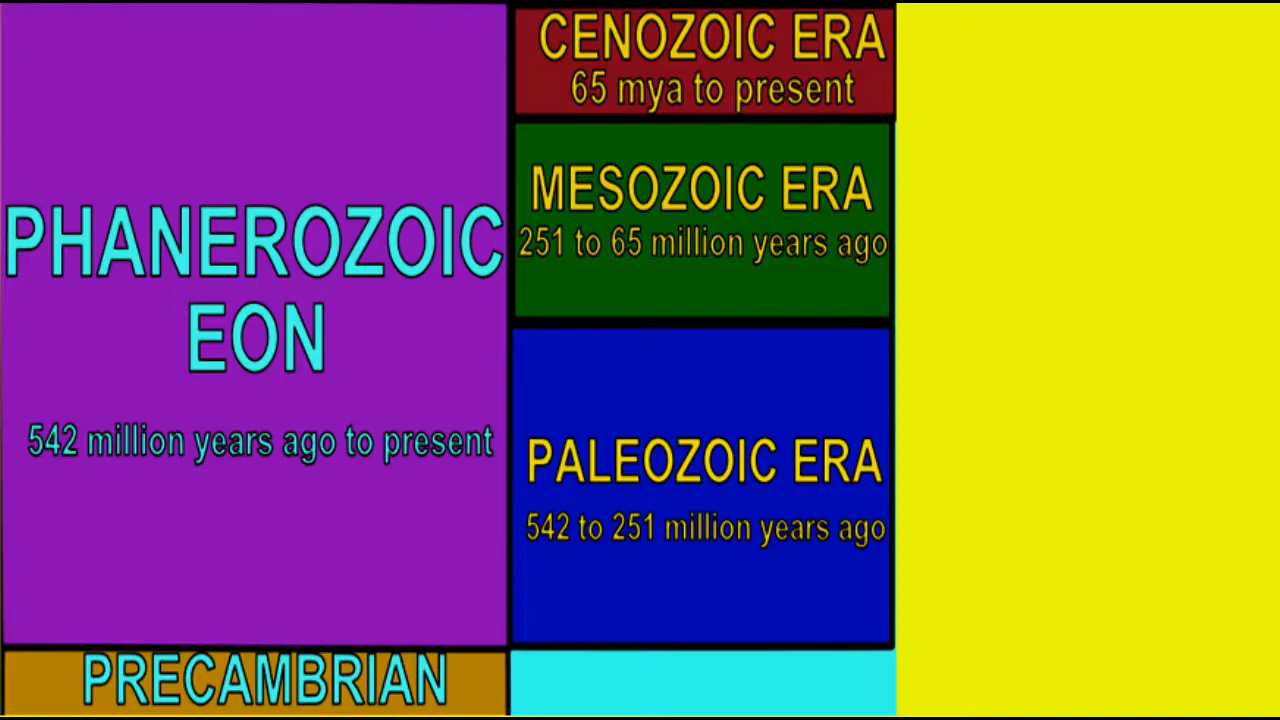 PHANEROZOIC
EON
542 million years ago to present
PRECAMBRIAN
CENOZOIC ERA
65 mya to present
MESOZOIC ERA
251 to 65 million years ago
PALEOZOIC ERA
542 to 251 million years ago